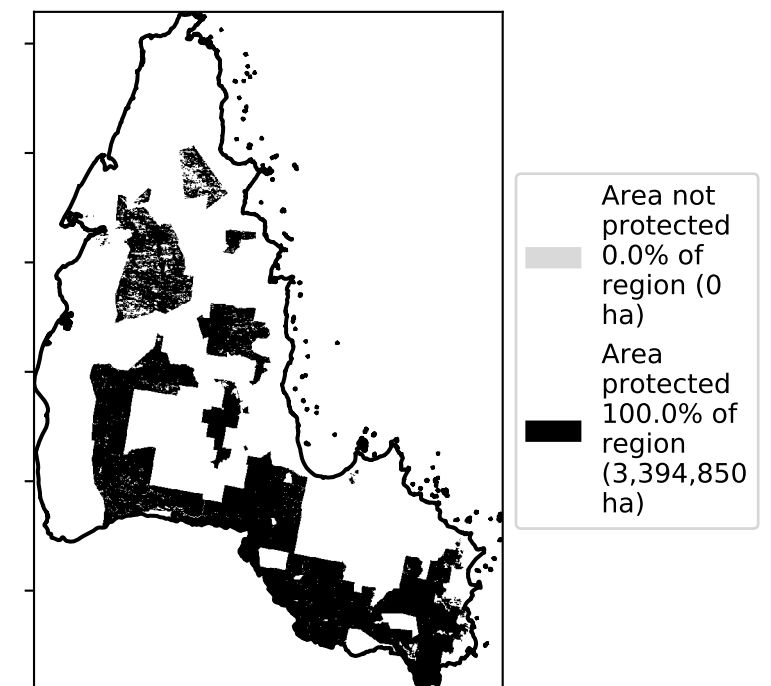 Area not
protected
0.0% of
region (0
ha)
Area
protected
100.0% of
region
(3,394,850
ha)